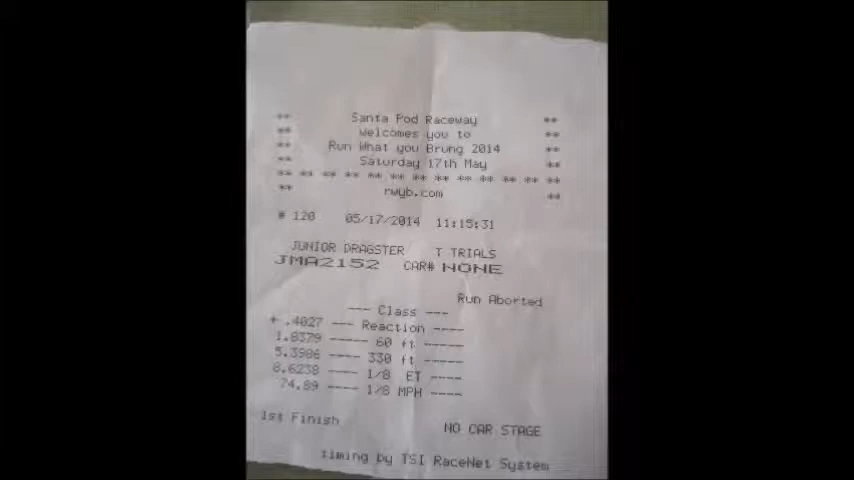 ** Santa Pod Raceway **
** Welcomes you to **
** Run What you Brung 2014 **
** Saturday 17th May **
** ** ** ** ** ** ** ** ** ** ** ** **
** rwyb.com **
# 120 05/17/2014 11:15:31
JUNIOR DRAGSTER T TRIALS
JMA2152 CAR# NONE
Run Aborted
--- Class ---
+ .4027 --- Reaction ----
1.8379 ----- 60 ft -----
5.3986 ---- 330 ft -----
8.6238 ---- 1/8 ET ----
74.89 ---- 1/8 MPH ----
1st Finish NO CAR STAGE
timing by TSI RaceNet System